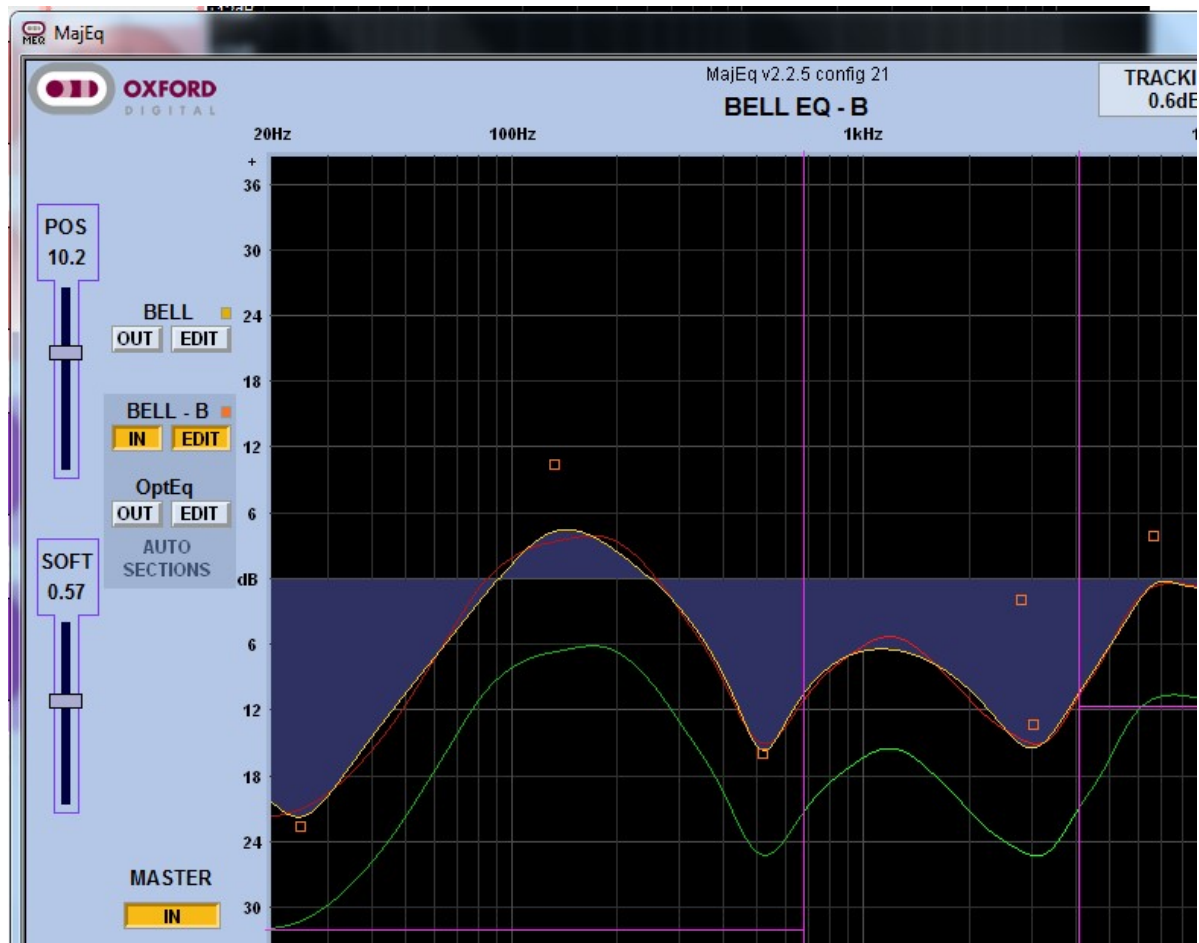 MajEq
MEQ
OXFORD
DIGITAL
MajEq v2.2.5 config 21
BELL EQ - B
0.6dB
20Hz 100Hz 1kHz
+
36
30
24
18
12
6
dB
6
12
18
24
30
POS
10.2
BELL
OUT EDIT
BELL - B
IN EDIT
OptEq
OUT EDIT
AUTO
SECTIONS
SOFT
0.57
MASTER
IN